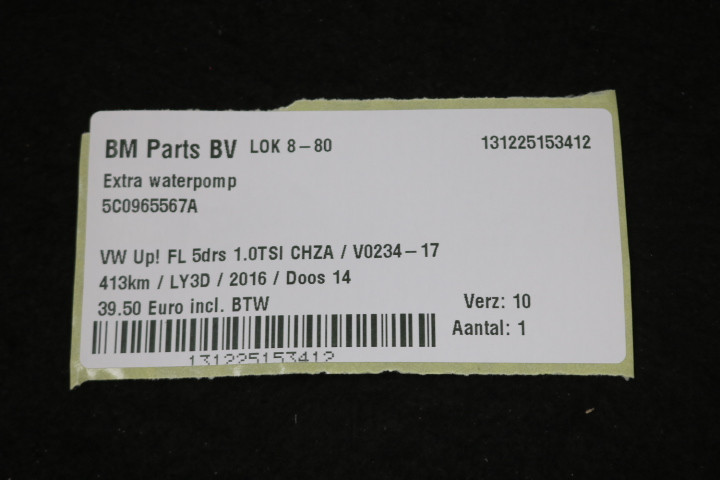 BM Parts BV LOK 8-80 131225153412
Extra waterpomp
5C0965567A
VW Up! FL 5drs 1.0TSI CHZA / V0234-17
413km / LY3D / 2016 / Doos 14
39.50 Euro incl. BTW Verz: 10
Aantal: 1
131225153412